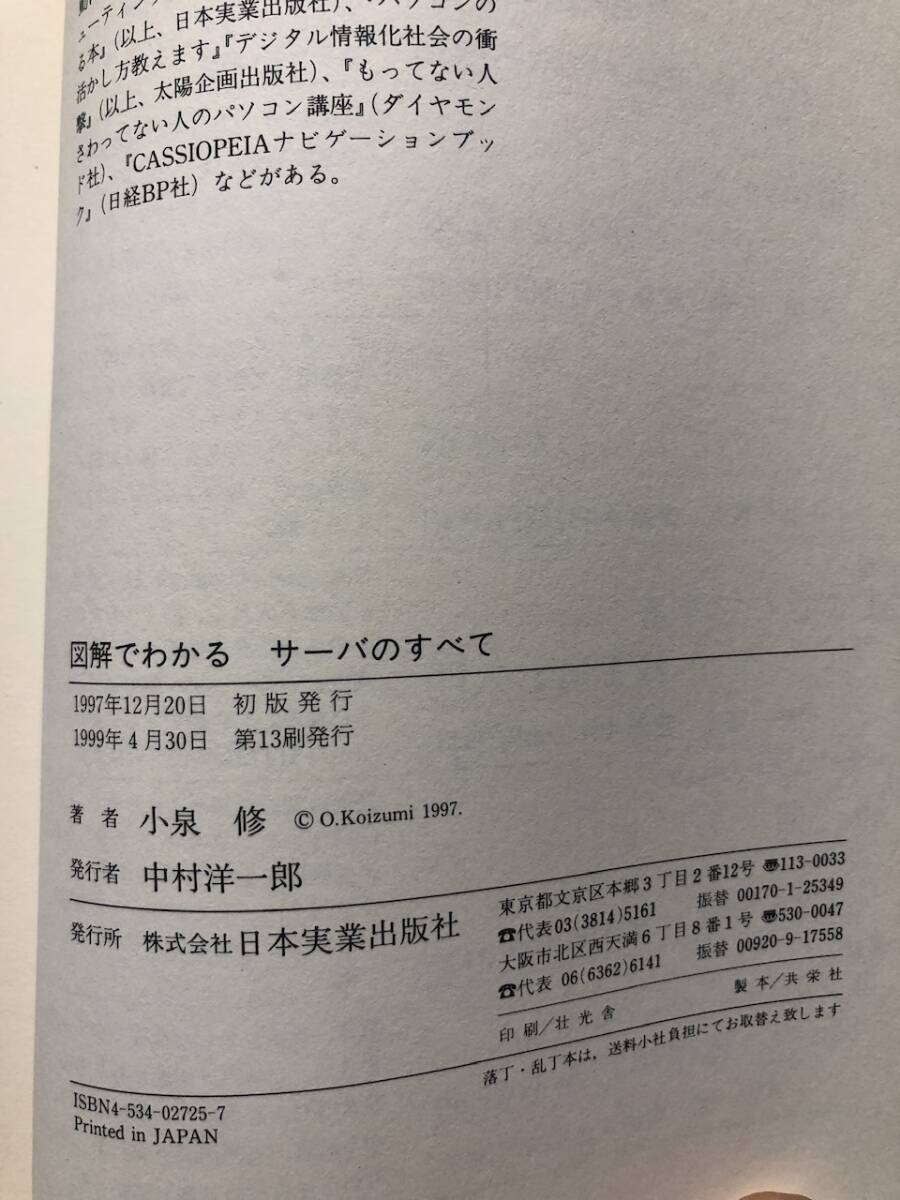 ューティング
る本』(以上、日本実業出版社)、『パソコンの
活かし方教えます』『デジタル情報化社会の衝
撃』(以上、太陽企画出版社)、『もってない人
さわってない人のパソコン講座』(ダイヤモン
ド社)、『CASSIOPEIAナビゲーションブッ
ク』(日経BP社)などがある。
図解でわかる サーバのすべて
1997年12月20日 初版発行
1999年4月30日 第13刷発行
著者 小泉 修 © O.Koizumi 1997.
発行者 中村洋一郎
発行所 株式会社日本実業出版社
東京都文京区本郷3丁目2番12号 〠113-0033
☎代表03(3814)5161 振替 00170-1-25349
大阪市北区西天満6丁目8番1号 〠530-0047
☎代表 06(6362)6141 振替 00920-9-17558
印刷/壮光舎 製本/共栄社
落丁・乱丁本は,送料小社負担にてお取替え致します
ISBN4-534-02725-7
Printed in JAPAN